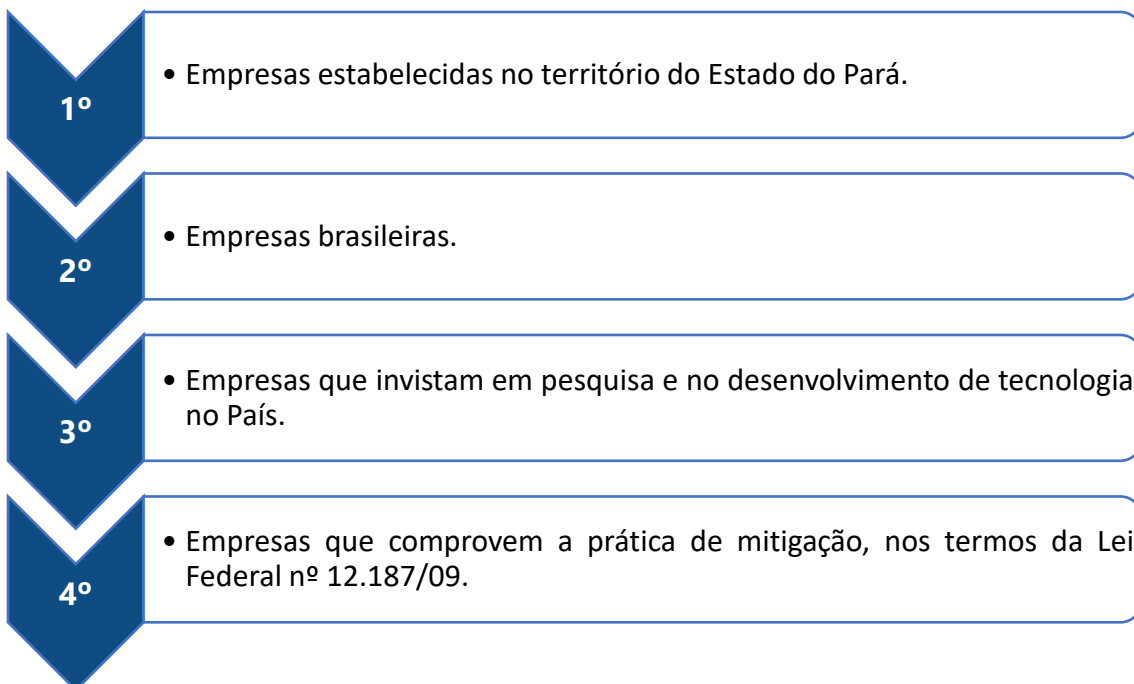 1º
• Empresas estabelecidas no território do Estado do Pará.
2º
• Empresas brasileiras.
3º
• Empresas que invistam em pesquisa e no desenvolvimento de tecnologia
no País.
4º
• Empresas que comprovem a prática de mitigação, nos termos da Lei
Federal nº 12.187/09.